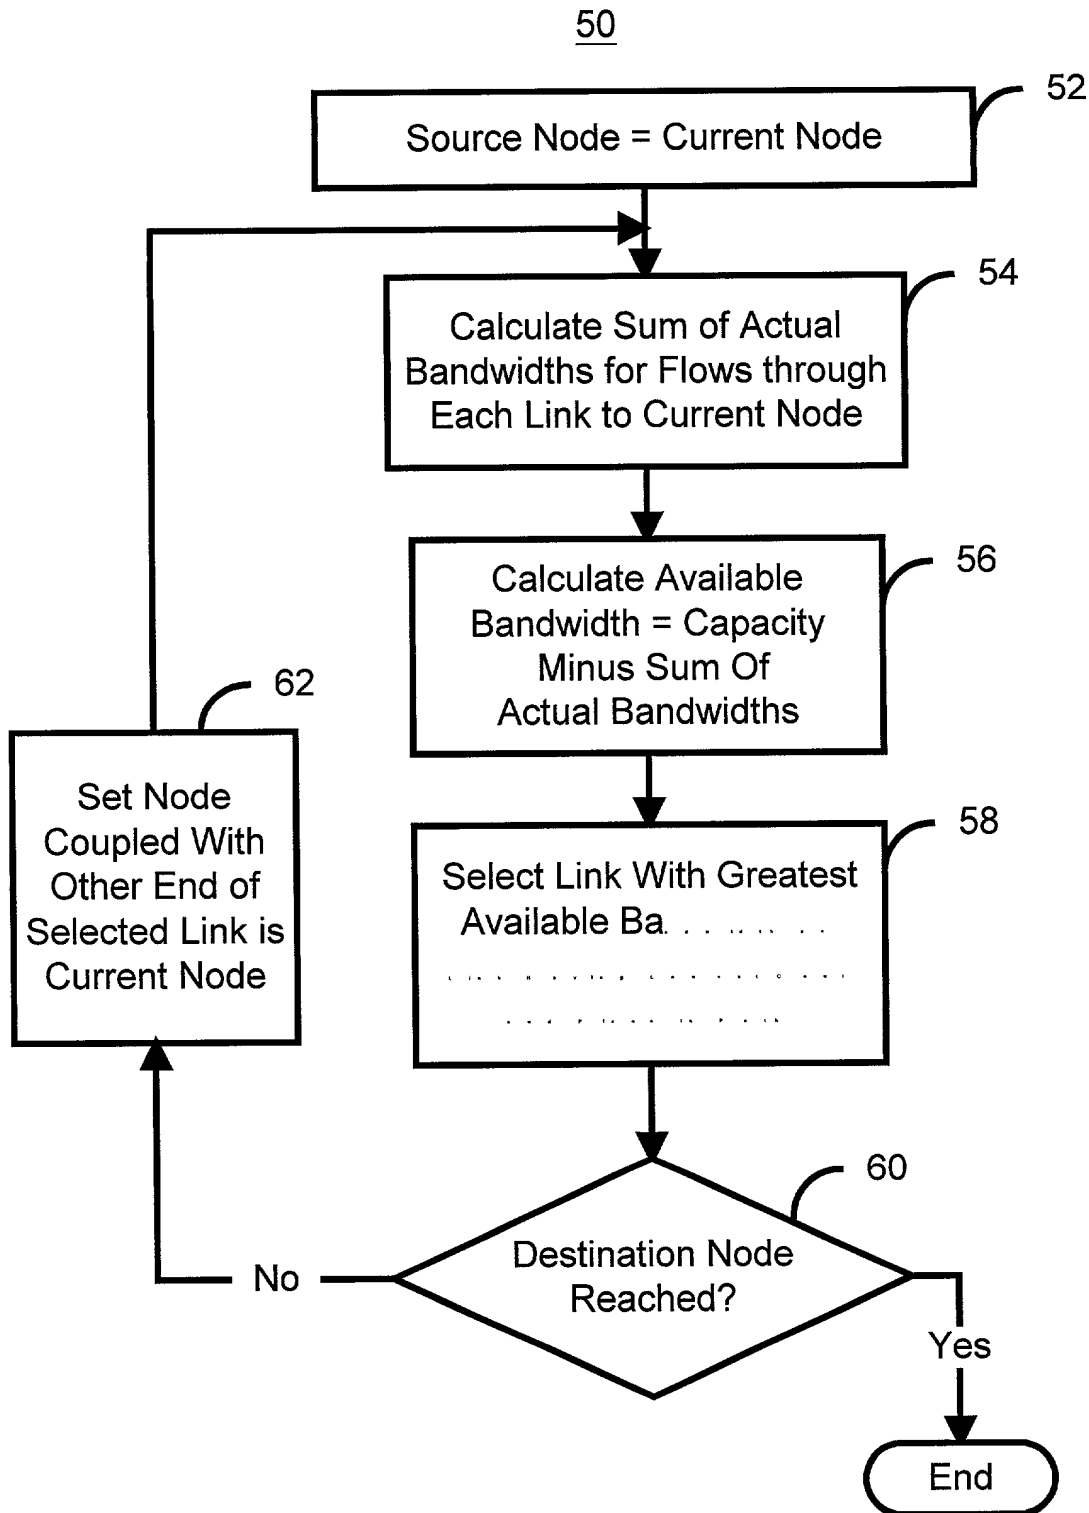 50
52
Source Node = Current Node
54
Calculate Sum of Actual
Bandwidths for Flows through
Each Link to Current Node
56
Calculate Available
Bandwidth = Capacity
Minus Sum Of
Actual Bandwidths
62
Set Node
Coupled With
Other End of
Selected Link is
Current Node
58
Select Link With Greatest
Available
60
Destination Node
Reached?
No
Yes
End